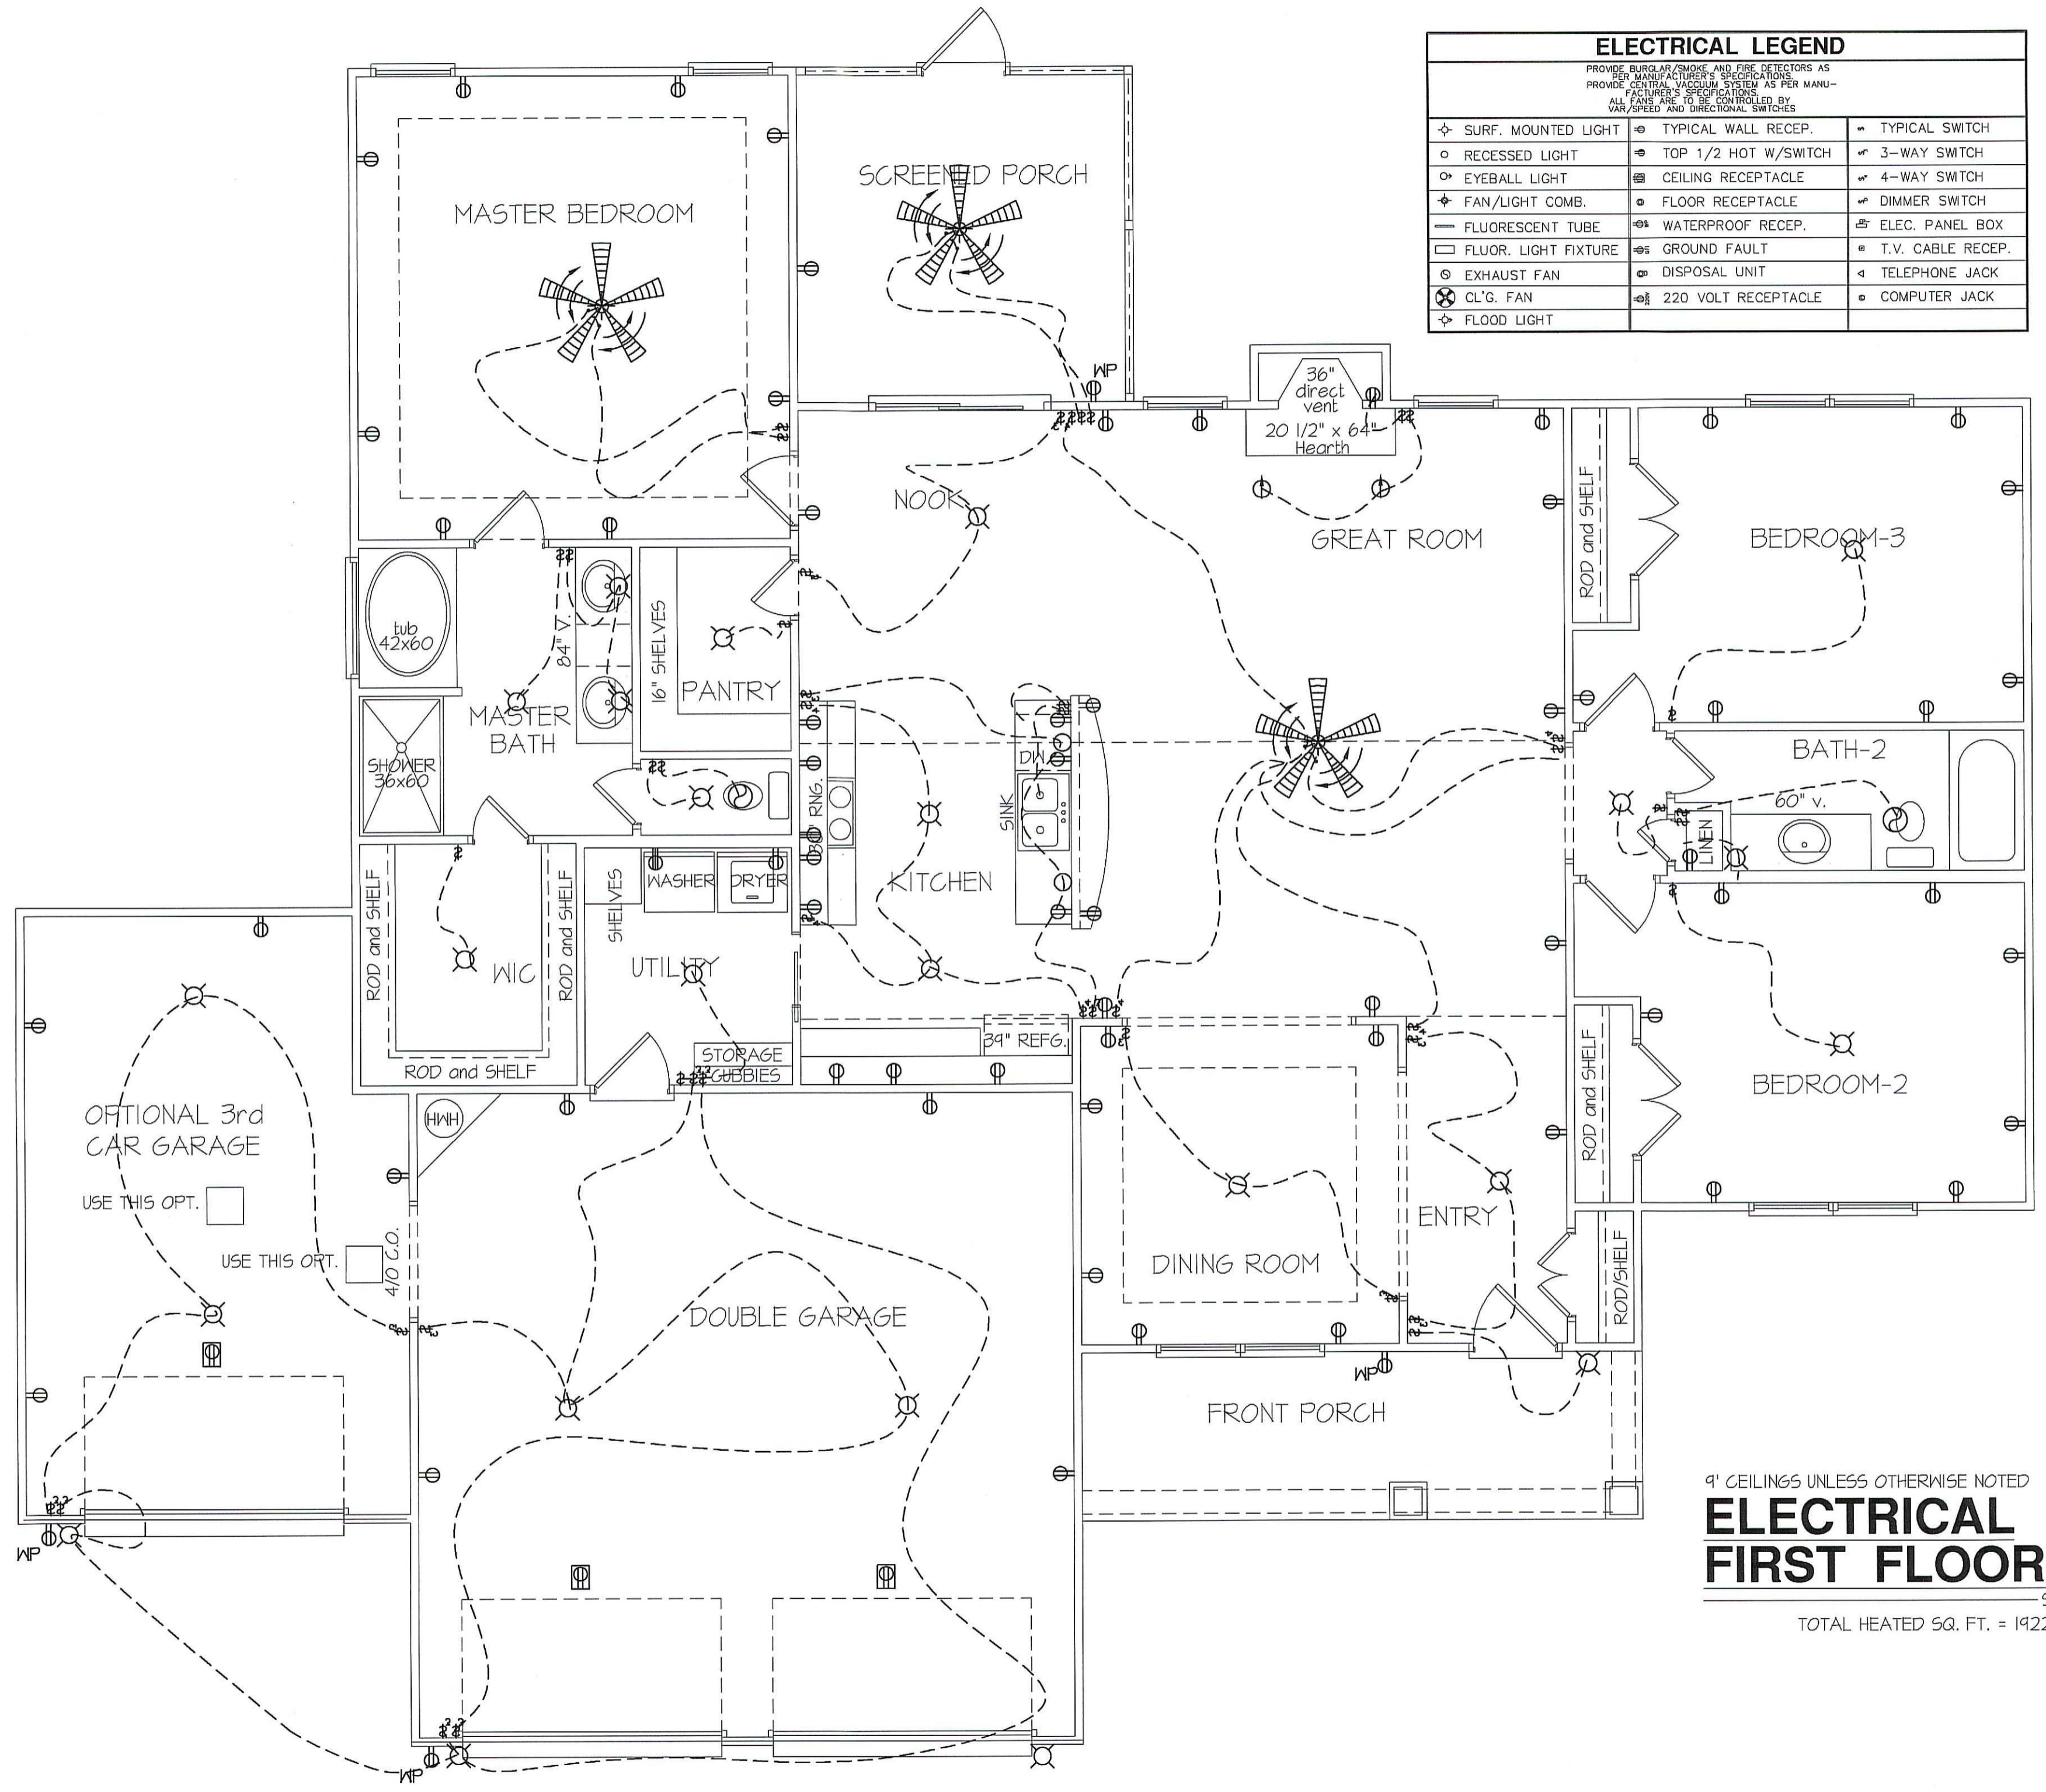 ELECTRICAL LEGEND
PROVIDE BURGLAR/SMOKE AND FIRE DETECTORS AS
PER MANUFACTURER'S SPECIFICATIONS.
PROVIDE CENTRAL VACCUUM SYSTEM AS PER MANU-
FACTURER'S SPECIFICATIONS.
ALL FANS ARE TO BE CONTROLLED BY
VAR/SPEED AND DIRECTIONAL SWITCHES
SURF. MOUNTED LIGHT
TYPICAL WALL RECEP.
TYPICAL SWITCH
RECESSED LIGHT
TOP 1/2 HOT W/SWITCH
3-WAY SWITCH
EYEBALL LIGHT
CEILING RECEPTACLE
4-WAY SWITCH
FAN/LIGHT COMB.
FLOOR RECEPTACLE
DIMMER SWITCH
FLUORESCENT TUBE
WATERPROOF RECEP.
ELEC. PANEL BOX
FLUOR. LIGHT FIXTURE
GROUND FAULT
T.V. CABLE RECEP.
EXHAUST FAN
DISPOSAL UNIT
TELEPHONE JACK
CL'G. FAN
220 VOLT RECEPTACLE
COMPUTER JACK
FLOOD LIGHT
SCREENED PORCH
MASTER BEDROOM
WP
36"
direct
vent
20 1/2" x 64"
Hearth
NOOK
GREAT ROOM
ROD and SHELF
BEDROOM-3
tub
42x60
84" V.
16" SHELVES
PANTRY
MASTER
BATH
SHOWER
36x60
30" RNG.
DW.
SINK
BATH-2
60" v.
LINEN
KITCHEN
SHELVES
WASHER
DRYER
ROD and SHELF
ROD and SHELF
WIC
UTILITY
ROD and SHELF
STORAGE
CUBBIES
39" REFG.
ROD and SHELF
BEDROOM-2
OPTIONAL 3rd
CAR GARAGE
HWH
USE THIS OPT.
USE THIS OPT.
4/0 C.O.
DOUBLE GARAGE
DINING ROOM
ENTRY
ROD/SHELF
WP
FRONT PORCH
WP
WP
9' CEILINGS UNLESS OTHERWISE NOTED
ELECTRICAL
FIRST FLOOR
S
TOTAL HEATED SQ. FT. = 1922